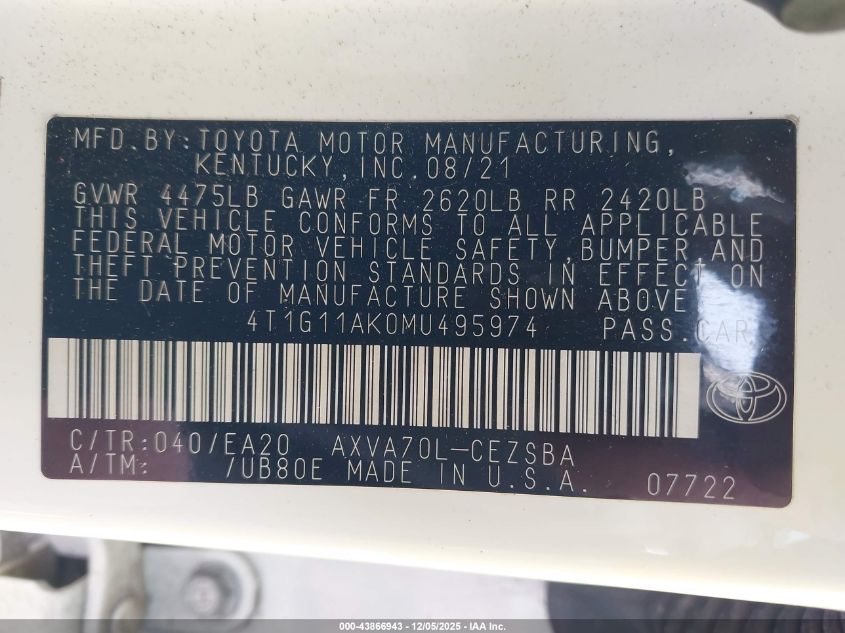 MFD.BY:TOYOTA MOTOR MANUFACTURING,
KENTUCKY,INC.08/21
GVWR 4475LB GAWR FR 2620LB RR 2420LB
THIS VEHICLE CONFORMS TO ALL APPLICABLE
FEDERAL MOTOR VEHICLE SAFETY,BUMPER,AND
THEFT PREVENTION STANDARDS IN EFFECT ON
THE DATE OF MANUFACTURE SHOWN ABOVE.
4T1G11AK0MU495974 PASS.CAR
C/TR:040/EA20 AXVA70L-CEZSBA
A/TM: /UB80E MADE IN U.S.A. 07722
000-43866943 - 12/05/2025 - IAA Inc.